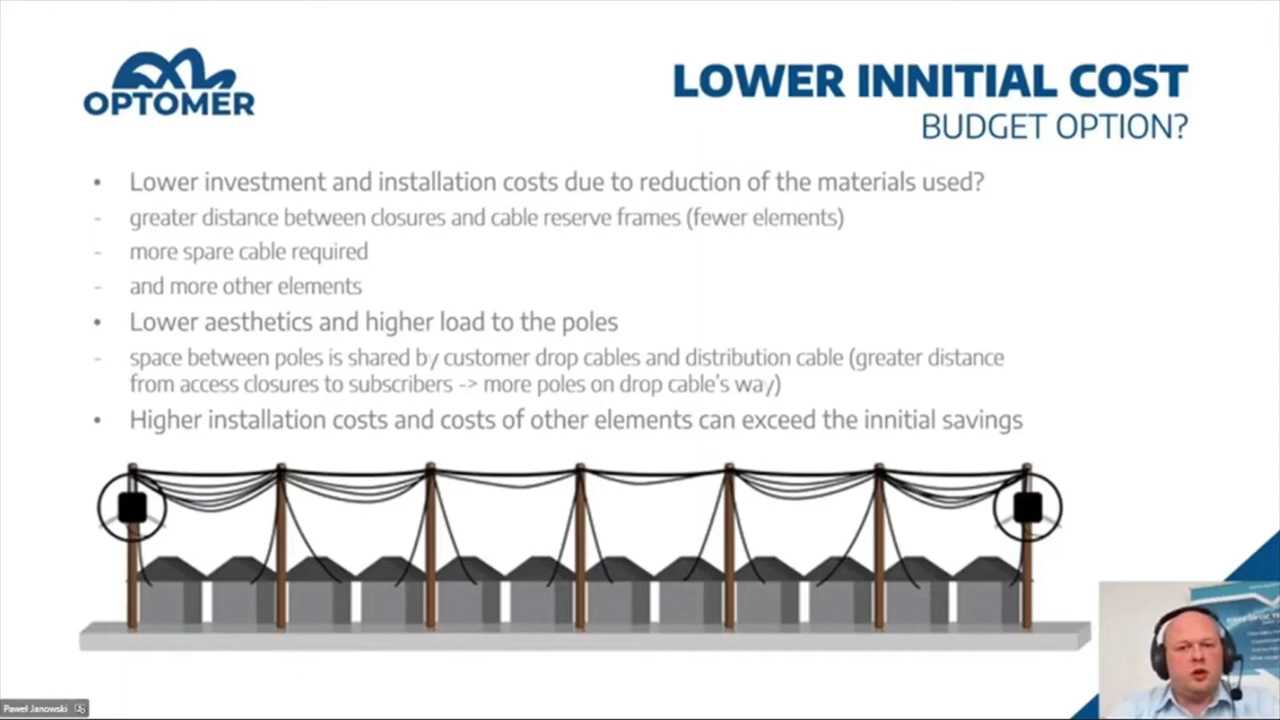 OPTOMER
LOWER INNITIAL COST
BUDGET OPTION?
• Lower investment and installation costs due to reduction of the materials used?
- greater distance between closures and cable reserve frames (fewer elements)
- more spare cable required
- and more other elements
• Lower aesthetics and higher load to the poles
- space between poles is shared by customer drop cables and distribution cable (greater distance
from access closures to subscribers -> more poles on drop cable's way)
• Higher installation costs and costs of other elements can exceed the innitial savings
Paweł Janowski